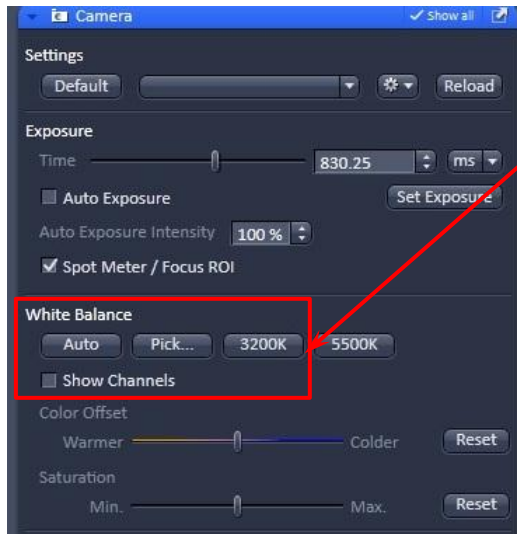 Camera Show all
Settings
Default Reload
Exposure
Time 830.25 ms
Auto Exposure Set Exposure
Auto Exposure Intensity 100 %
Spot Meter / Focus ROI
White Balance
Auto Pick... 3200K 5500K
Show Channels
Color Offset
Warmer Colder Reset
Saturation
Min. Max. Reset